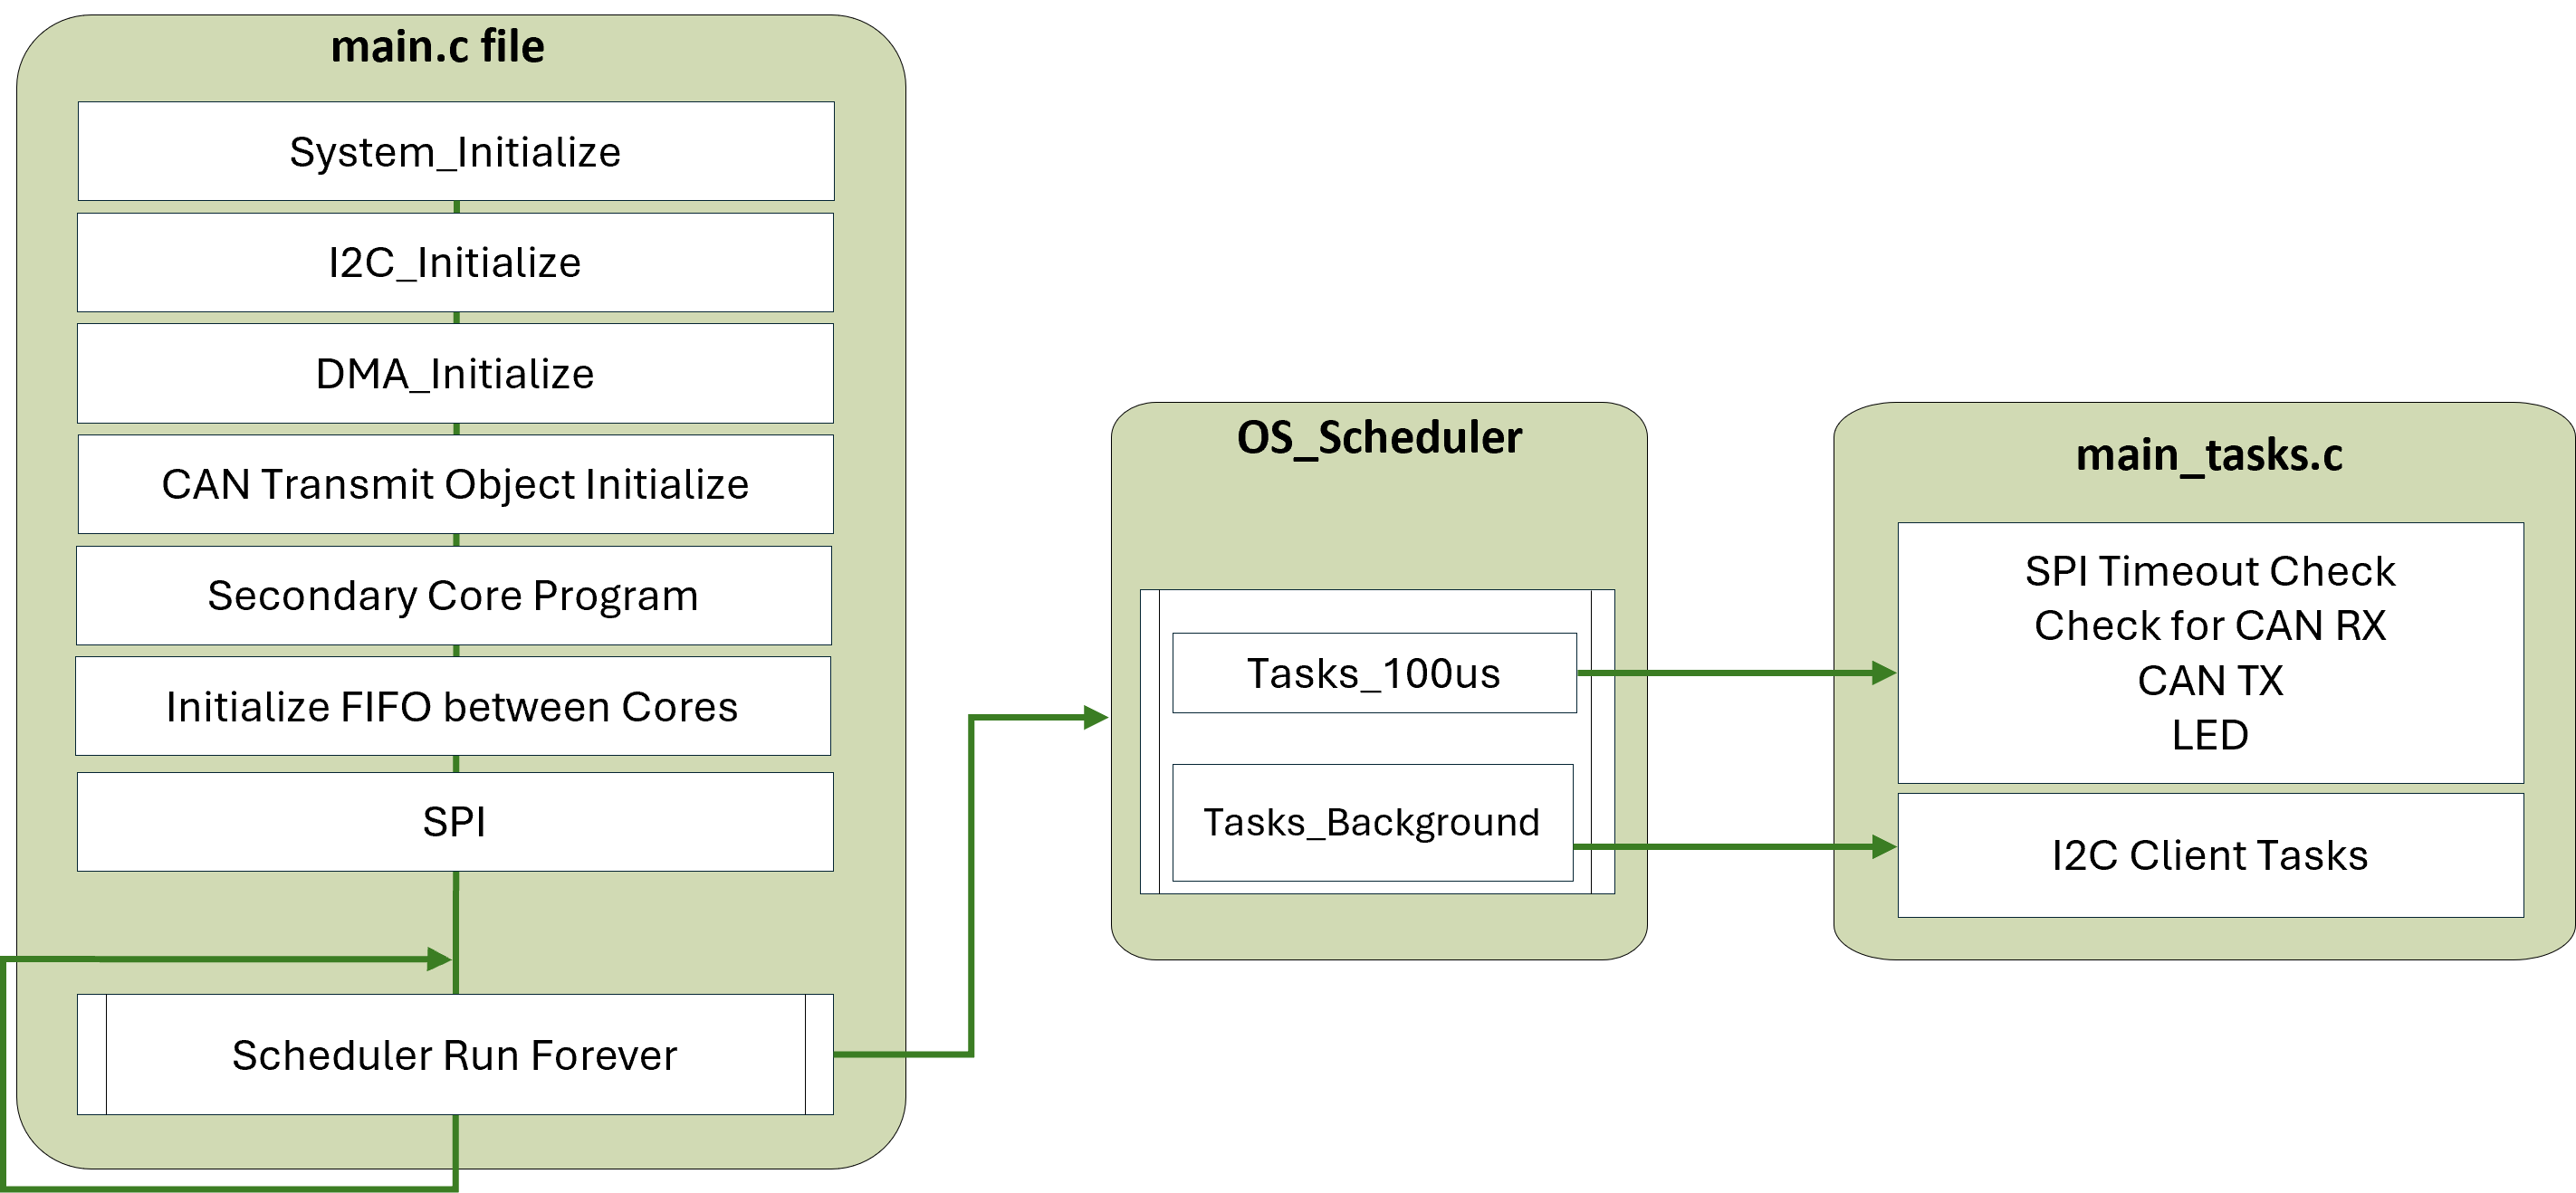 main.c file
System_Initialize
I2C_Initialize
DMA_Initialize
CAN Transmit Object Initialize
Secondary Core Program
Initialize FIFO between Cores
SPI
Scheduler Run Forever
OS_Scheduler
Tasks_100us
Tasks_Background
main_tasks.c
SPI Timeout Check
Check for CAN RX
CAN TX
LED
I2C Client Tasks